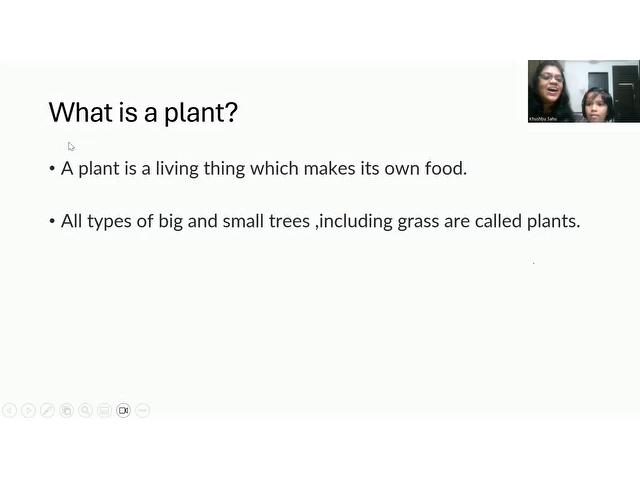 What is a plant?
• A plant is a living thing which makes its own food.
• All types of big and small trees ,including grass are called plants.
Khushbu Sahu